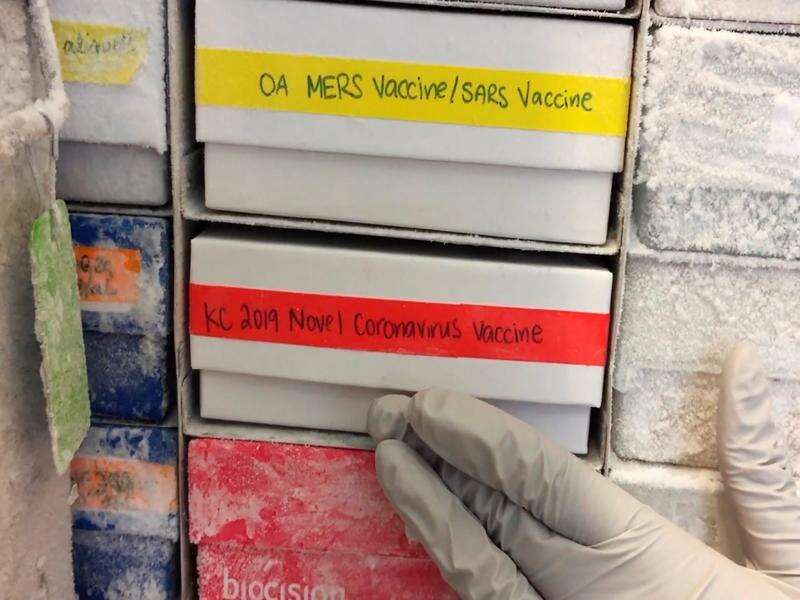 OA MERS Vaccine/SARS Vaccine
KC 2019 Novel Coronavirus Vaccine
biocision